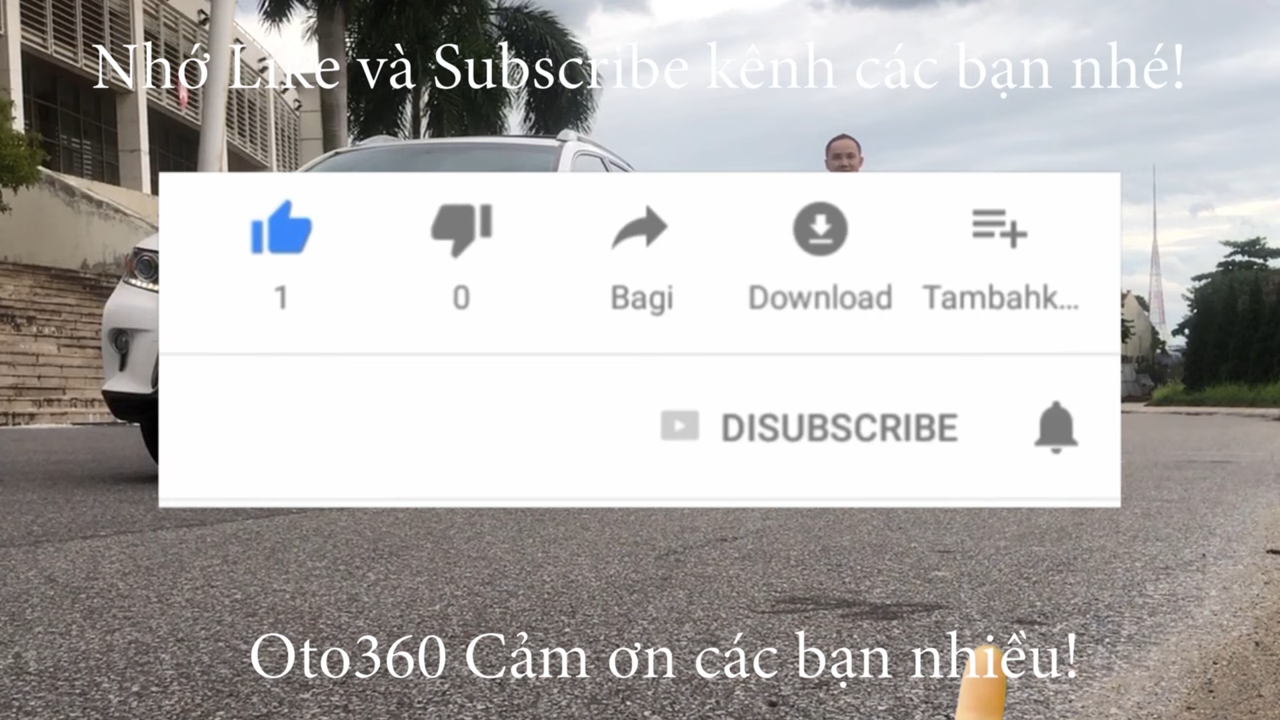 Nhớ Like và Subscribe kênh các bạn nhé!
1 0 Bagi Download Tambahk...
DISUBSCRIBE
Oto360 Cảm ơn các bạn nhiều!